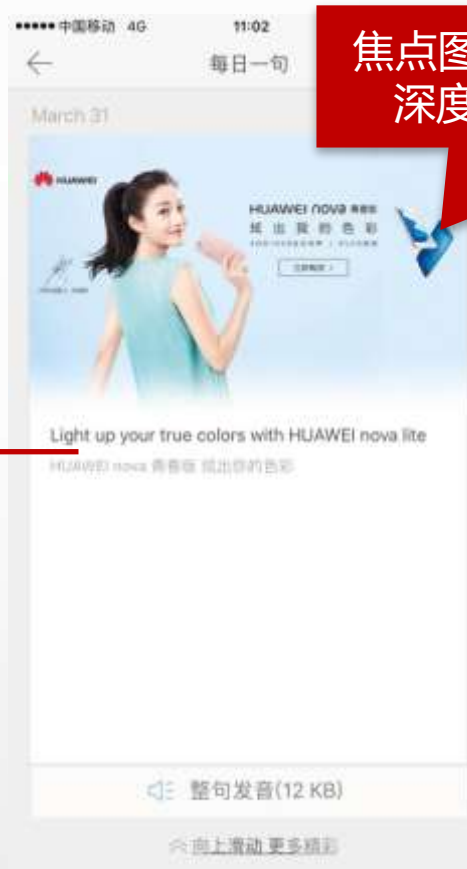 中国移动 4G 11:02
每日一句
焦点图
深度
March 31
HUAWEI
HUAWEI nova 青春版
绽出我的色彩
Light up your true colors with HUAWEI nova lite
HUAWEI nova 青春版 绽出你的色彩
整句发音(12 KB)
向上滑动 更多精彩